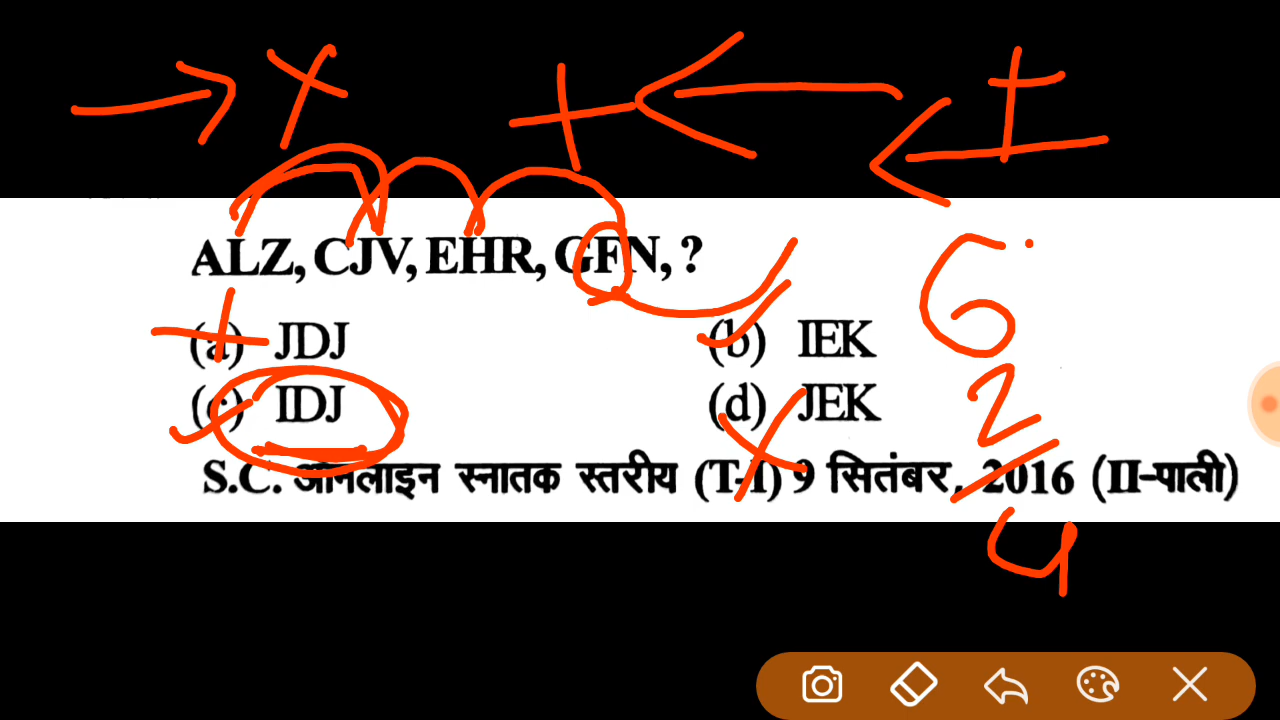 ALZ, CJV, EHR, GFN, ?
(a) JDJ (b) IEK
(c) IDJ (d) JEK
S.C. ऑनलाइन स्नातक स्तरीय (T-I) 9 सितंबर, 2016 (II-पाली)
6
2
4